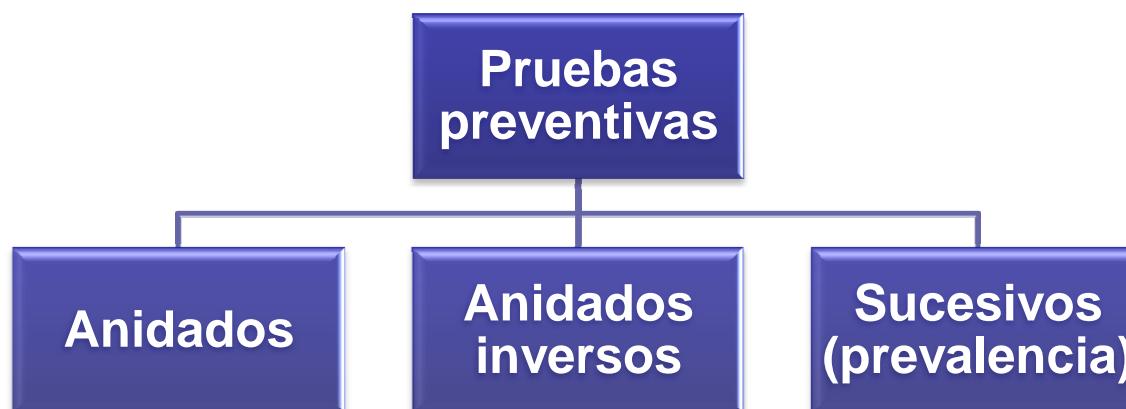 Pruebas
preventivas
Anidados
Anidados
inversos
Sucesivos
(prevalencia)